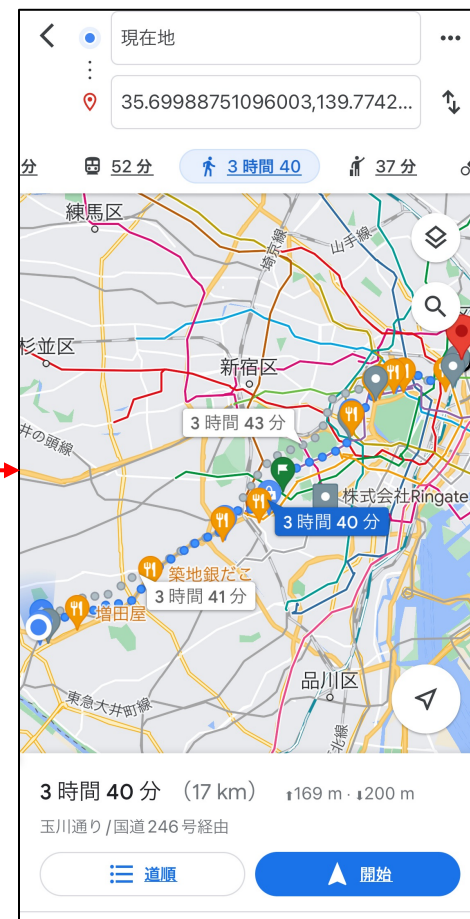 現在地
35.69988751096003,139.7742...
分
52 分
3 時間 40
37 分
練馬区
埼京線
山手線
杉並区
新宿区
3 時間 43 分
井の頭線
株式会社Ringate
3 時間 40 分
築地銀だこ
3 時間 41 分
増田屋
品川区
東急大井町線
3 時間 40 分 (17 km) 169 m · 200 m
玉川通り/国道246号経由
道順
開始